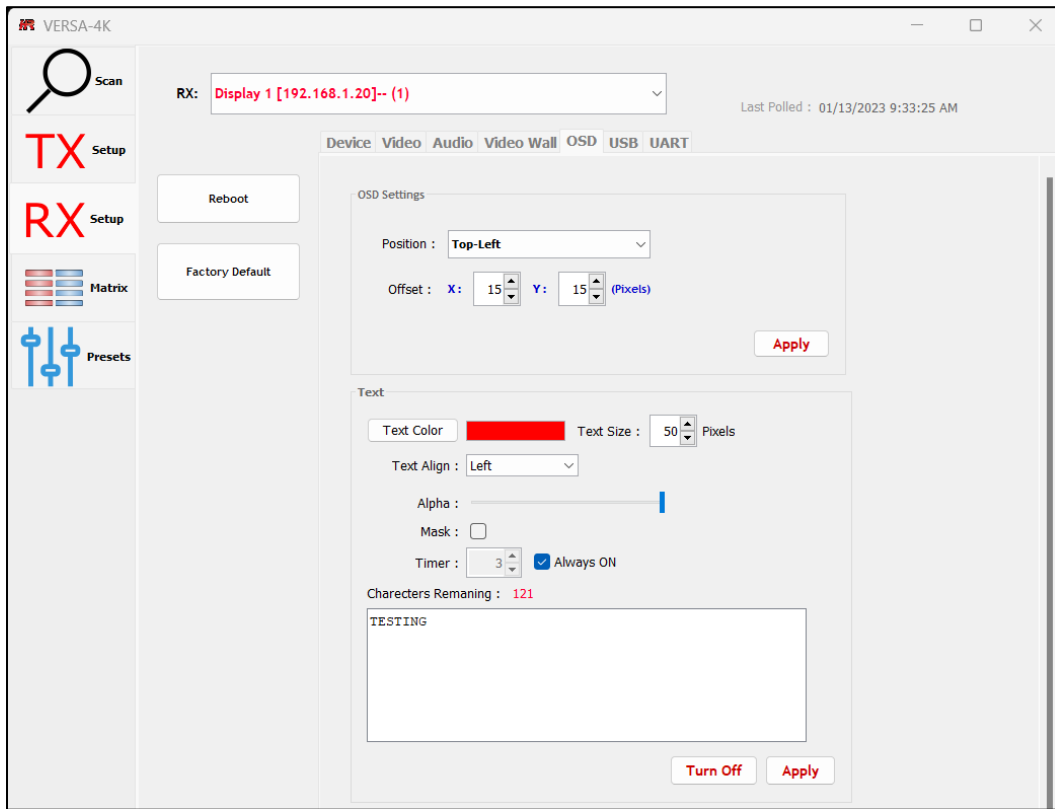 VERSA-4K
Scan
TX Setup
RX Setup
Matrix
Presets
RX: Display 1 [192.168.1.20]-- (1)
Last Polled : 01/13/2023 9:33:25 AM
Device Video Audio Video Wall OSD USB UART
Reboot
Factory Default
OSD Settings
Position : Top-Left
Offset : X: 15 Y: 15 (Pixels)
Apply
Text
Text Color Text Size : 50 Pixels
Text Align : Left
Alpha :
Mask :
Timer : 3 Always ON
Charecters Remaning : 121
TESTING
Turn Off Apply